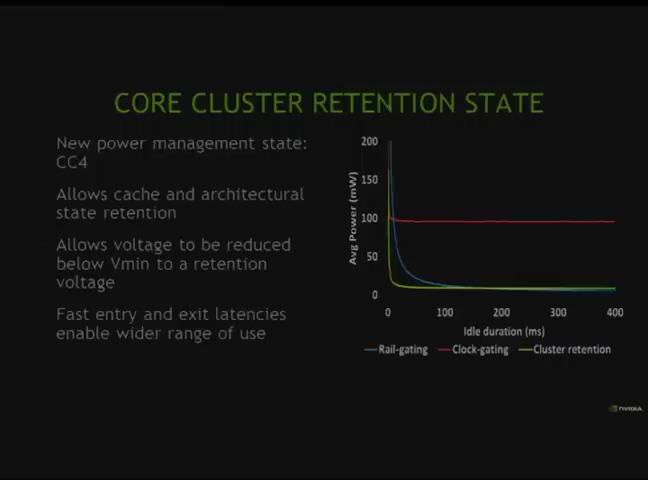 CORE CLUSTER RETENTION STATE
New power management state:
CC4
Allows cache and architectural
state retention
Allows voltage to be reduced
below Vmin to a retention
voltage
Fast entry and exit latencies
enable wider range of use
Avg Power (mW)
200
150
100
50
0
0 100 200 300 400
Idle duration (ms)
Rail-gating Clock-gating Cluster retention
NVIDIA